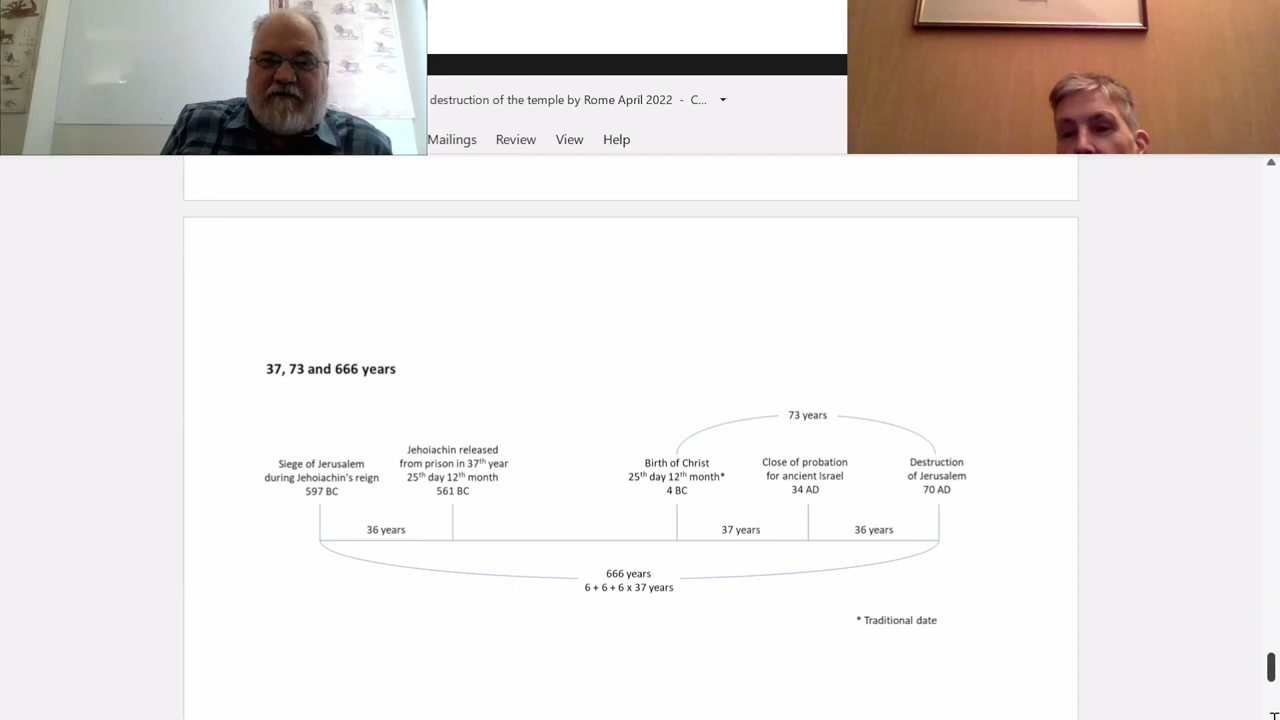 destruction of the temple by Rome April 2022 - C...
Mailings Review View Help
37, 73 and 666 years
73 years
Siege of Jerusalem
during Jehoiachin's reign
597 BC
Jehoiachin released
from prison in 37th year
25th day 12th month
561 BC
Birth of Christ
25th day 12th month*
4 BC
Close of probation
for ancient Israel
34 AD
Destruction
of Jerusalem
70 AD
36 years
37 years
36 years
666 years
6 + 6 + 6 x 37 years
* Traditional date